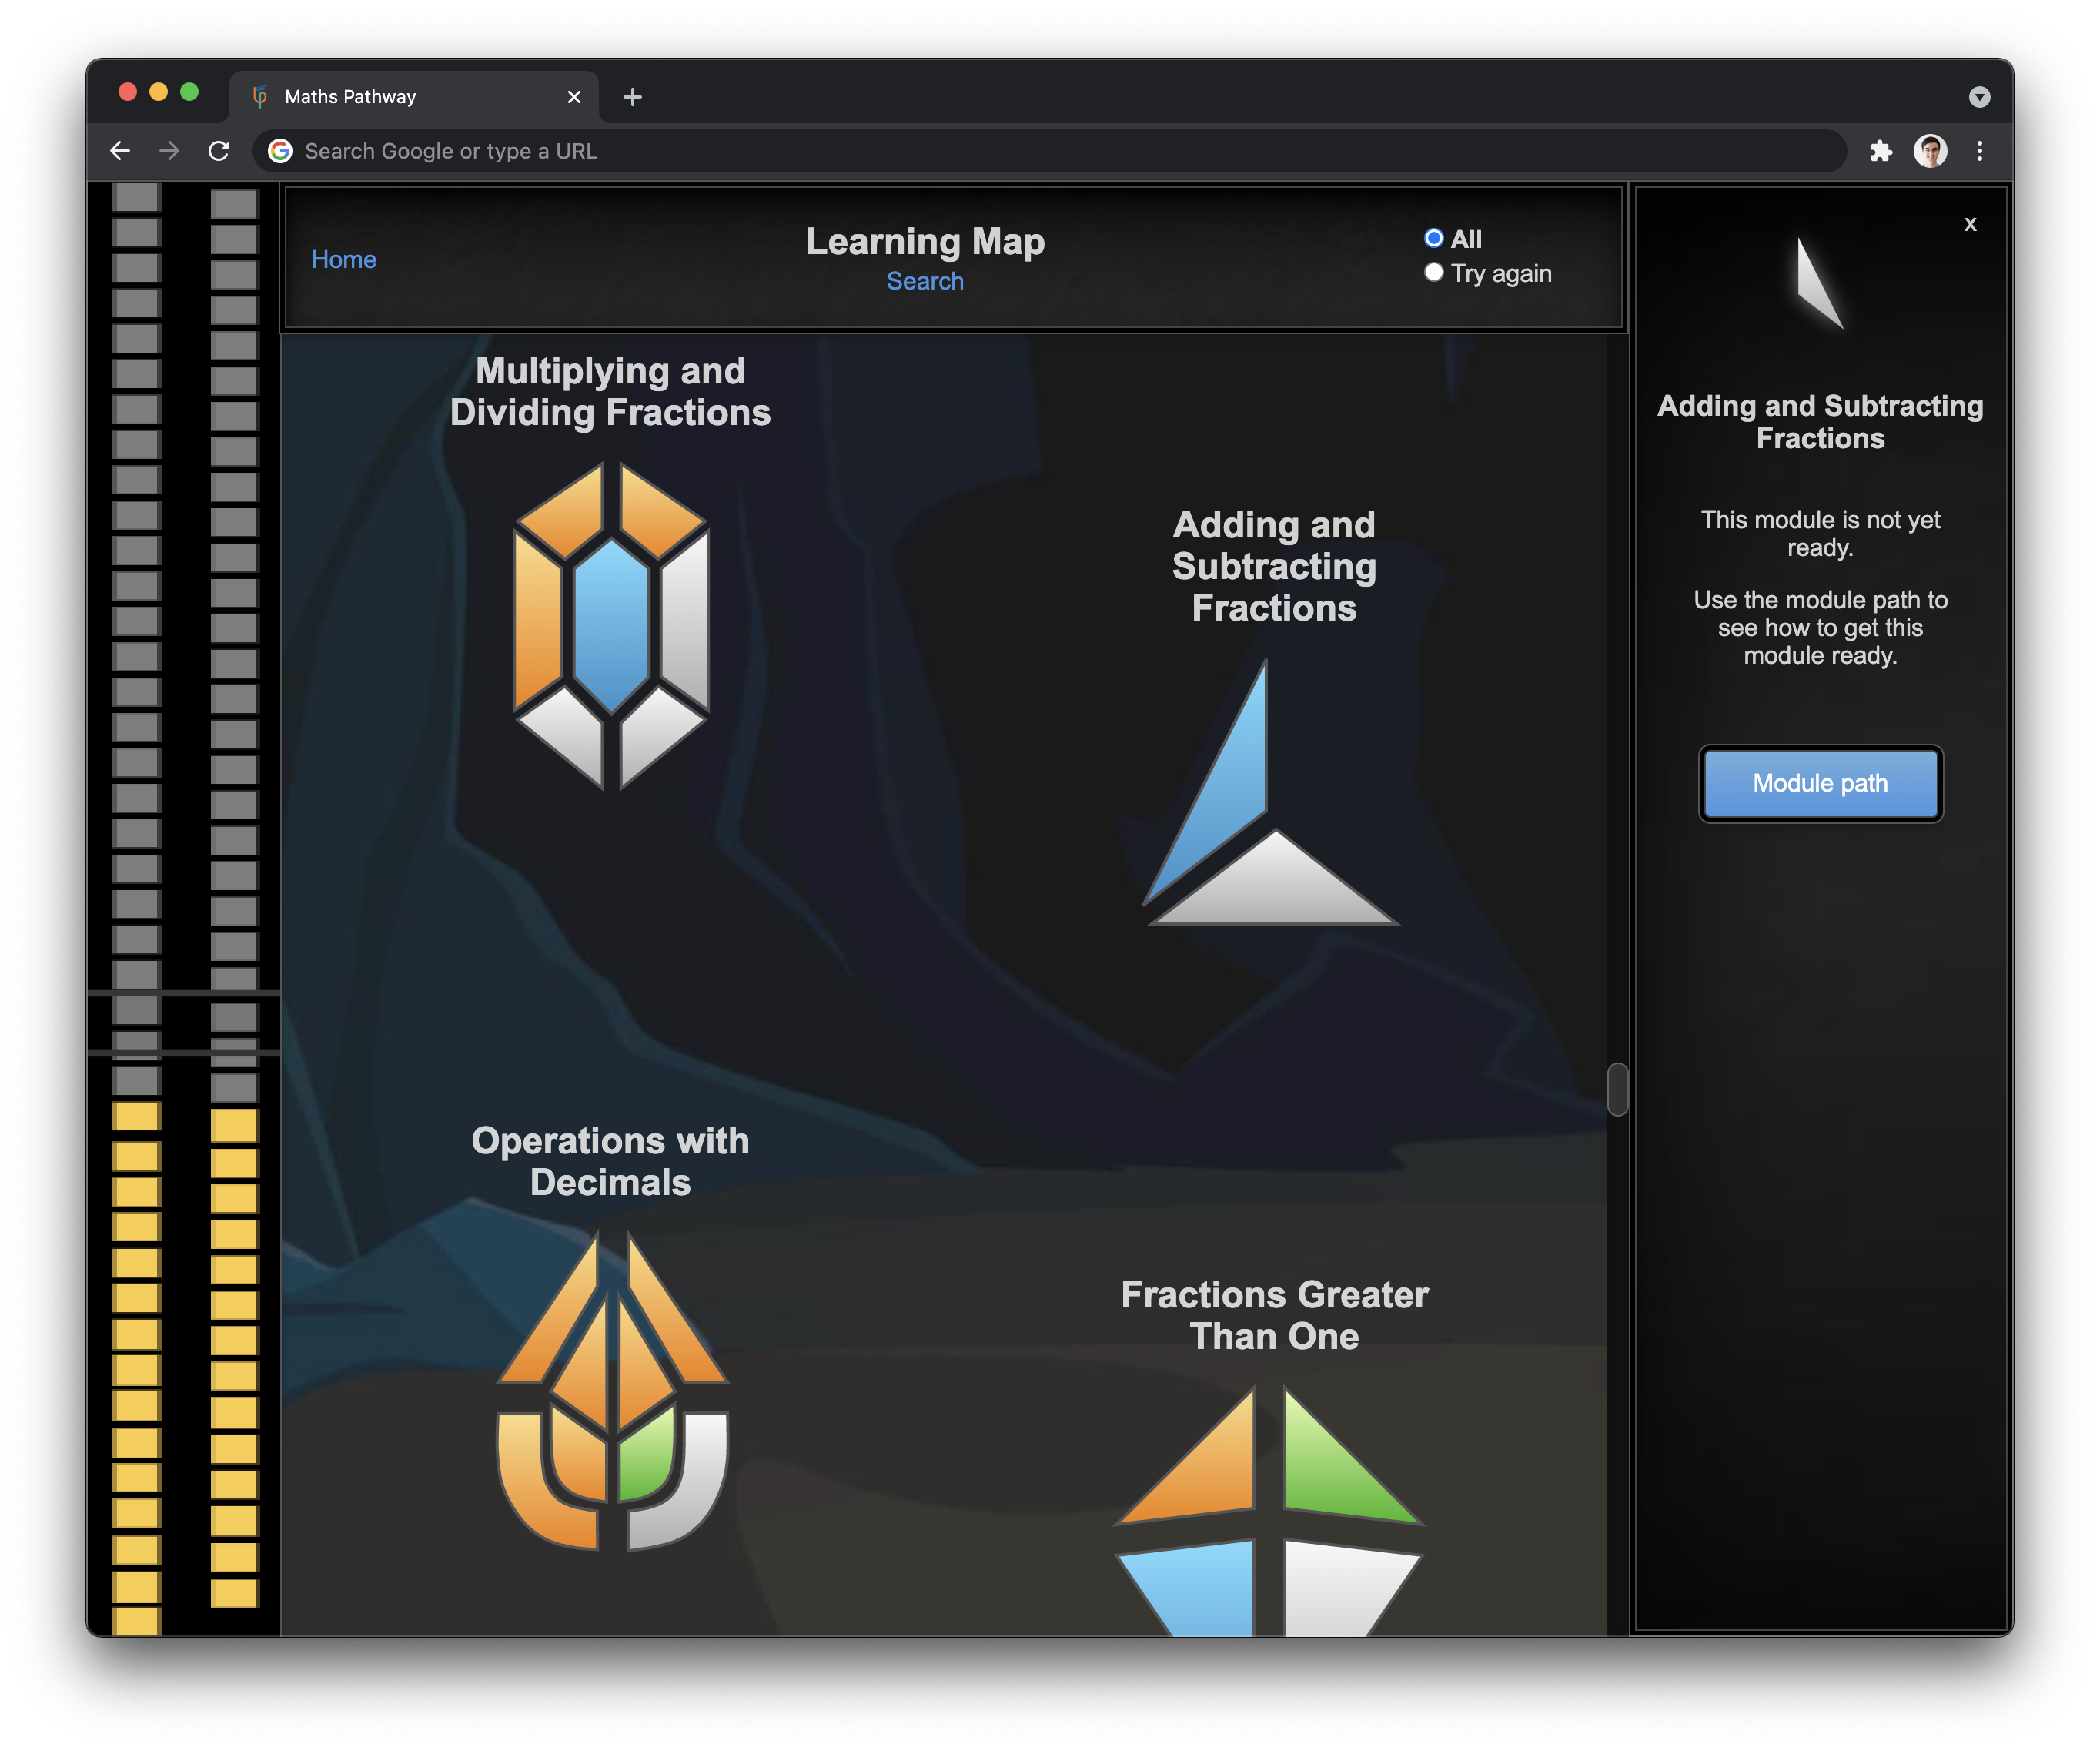 Maths Pathway
Search Google or type a URL
Home
Learning Map
Search
All
Try again
Multiplying and
Dividing Fractions
Adding and
Subtracting
Fractions
Operations with
Decimals
Fractions Greater
Than One
x
Adding and Subtracting
Fractions
This module is not yet
ready.
Use the module path to
see how to get this
module ready.
Module path